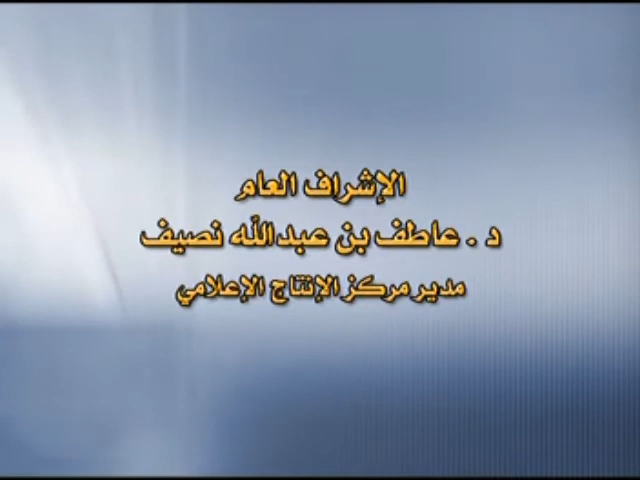 الإشراف العام
د . عاطف بن عبدالله نصيف
مدير مركز الإنتاج الإعلامي